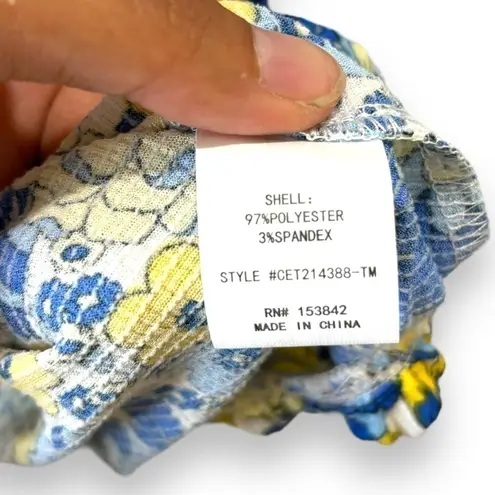 SHELL:
97%POLYESTER
3%SPANDEX
STYLE #CET214388-TM
RN# 153842
MADE IN CHINA